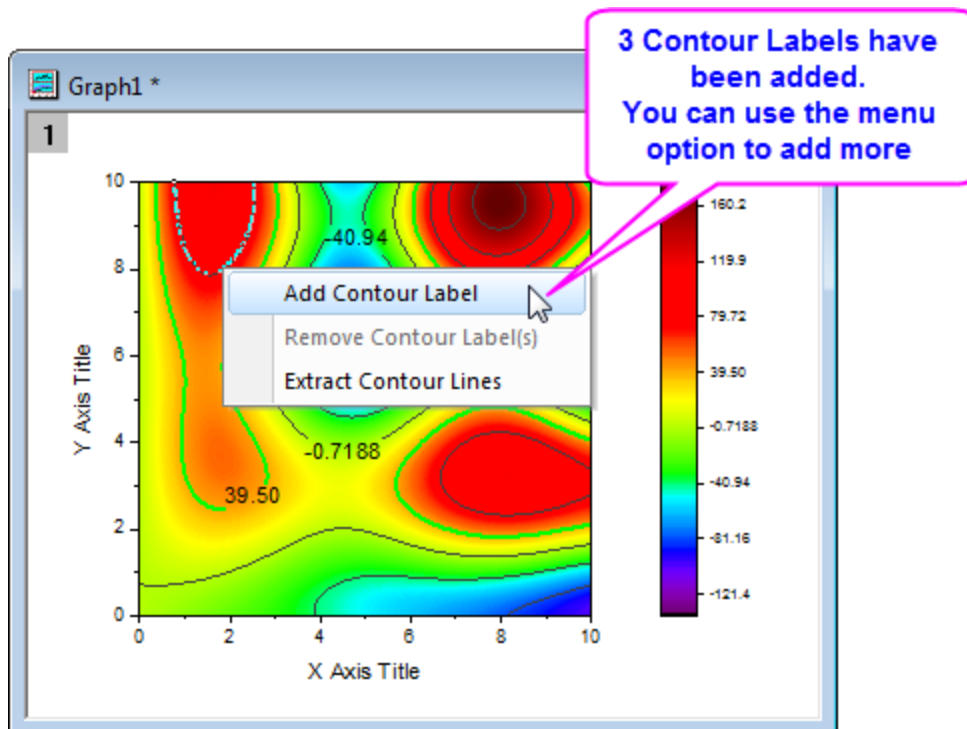 3 Contour Labels have
been added.
You can use the menu
option to add more
Graph1 *
1
10
8
6
4
2
0
Y Axis Title
-40.94
Add Contour Label
Remove Contour Label(s)
Extract Contour Lines
-0.7188
39.50
0 2 4 6 8 10
X Axis Title
160.2
119.9
79.72
39.50
-0.7188
-40.94
-81.16
-121.4